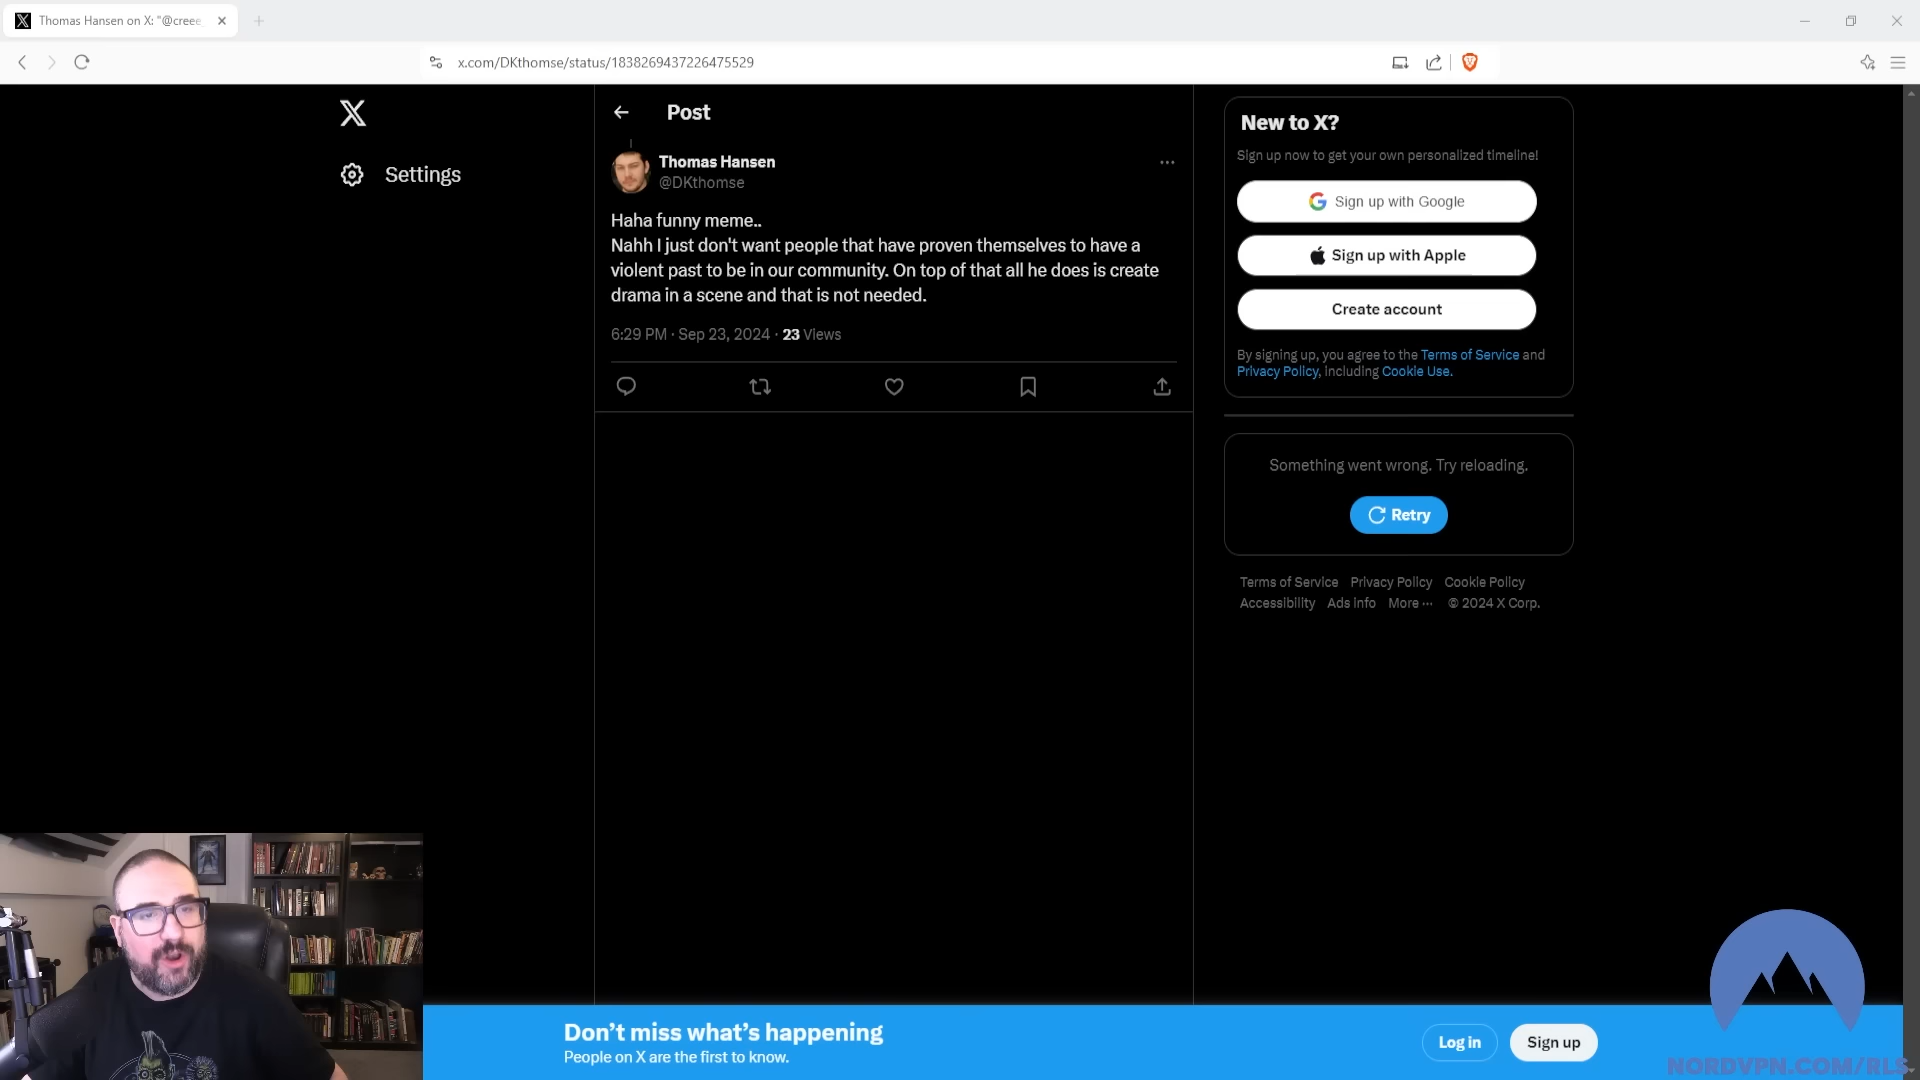 Thomas Hansen on X: "@creee
x.com/DKthomse/status/1838269437226475529
Settings
Post
Thomas Hansen
@DKthomse
Haha funny meme..
Nahh I just don't want people that have proven themselves to have a
violent past to be in our community. On top of that all he does is create
drama in a scene and that is not needed.
6:29 PM · Sep 23, 2024 · 23 Views
New to X?
Sign up now to get your own personalized timeline!
Sign up with Google
Sign up with Apple
Create account
By signing up, you agree to the Terms of Service and
Privacy Policy, including Cookie Use.
Something went wrong. Try reloading.
Retry
Terms of Service Privacy Policy Cookie Policy
Accessibility Ads info More ··· © 2024 X Corp.
Don't miss what's happening
People on X are the first to know.
Log in
Sign up
NORDVPN.COM/RLS